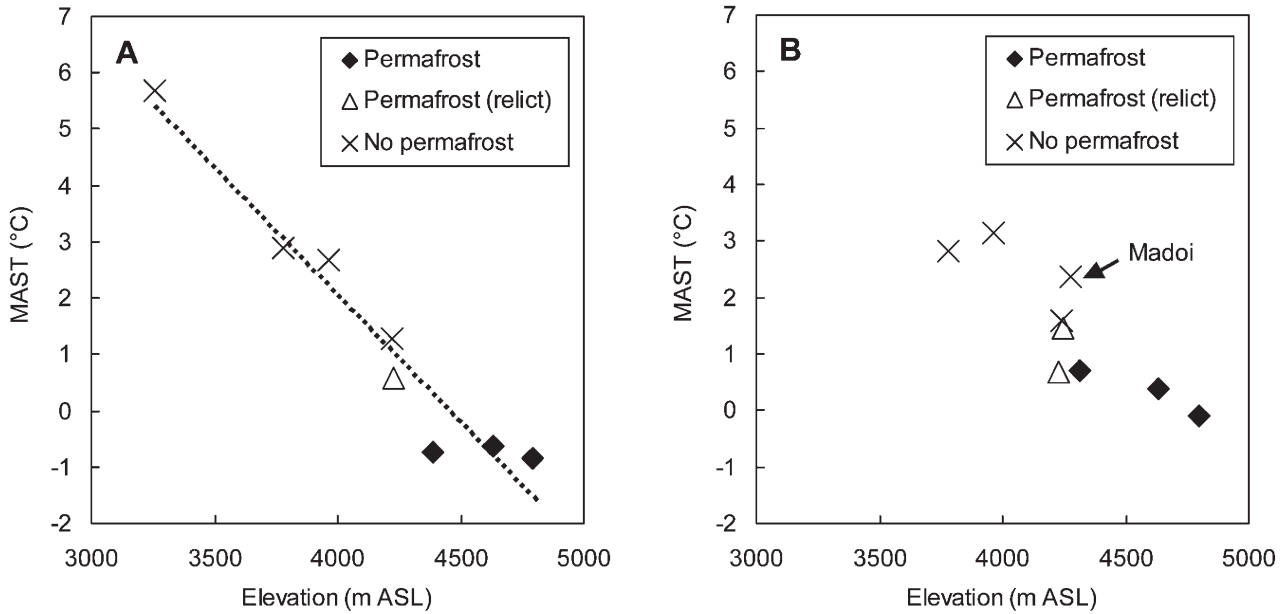 A
Permafrost
Permafrost (relict)
No permafrost
7
6
5
4
3
2
1
0
-1
-2
MAST (°C)
3000 3500 4000 4500 5000
Elevation (m ASL)
B
Permafrost
Permafrost (relict)
No permafrost
Madoi
7
6
5
4
3
2
1
0
-1
-2
MAST (°C)
3000 3500 4000 4500 5000
Elevation (m ASL)